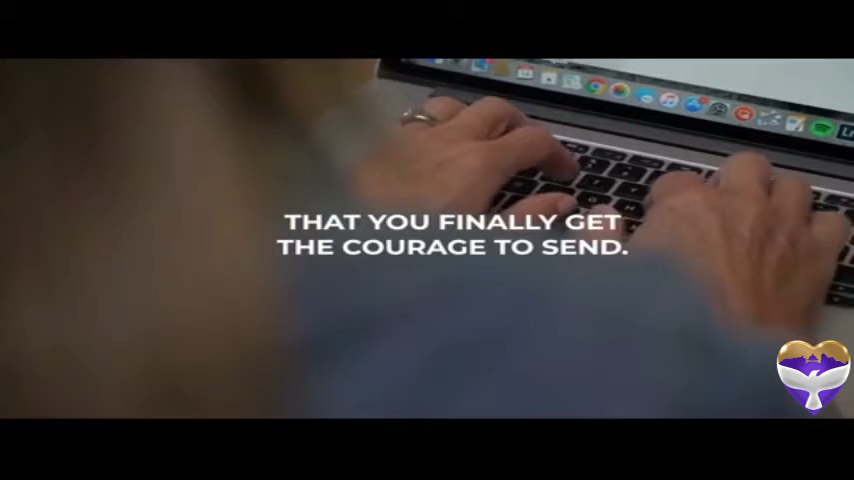 THAT YOU FINALLY GET
THE COURAGE TO SEND.